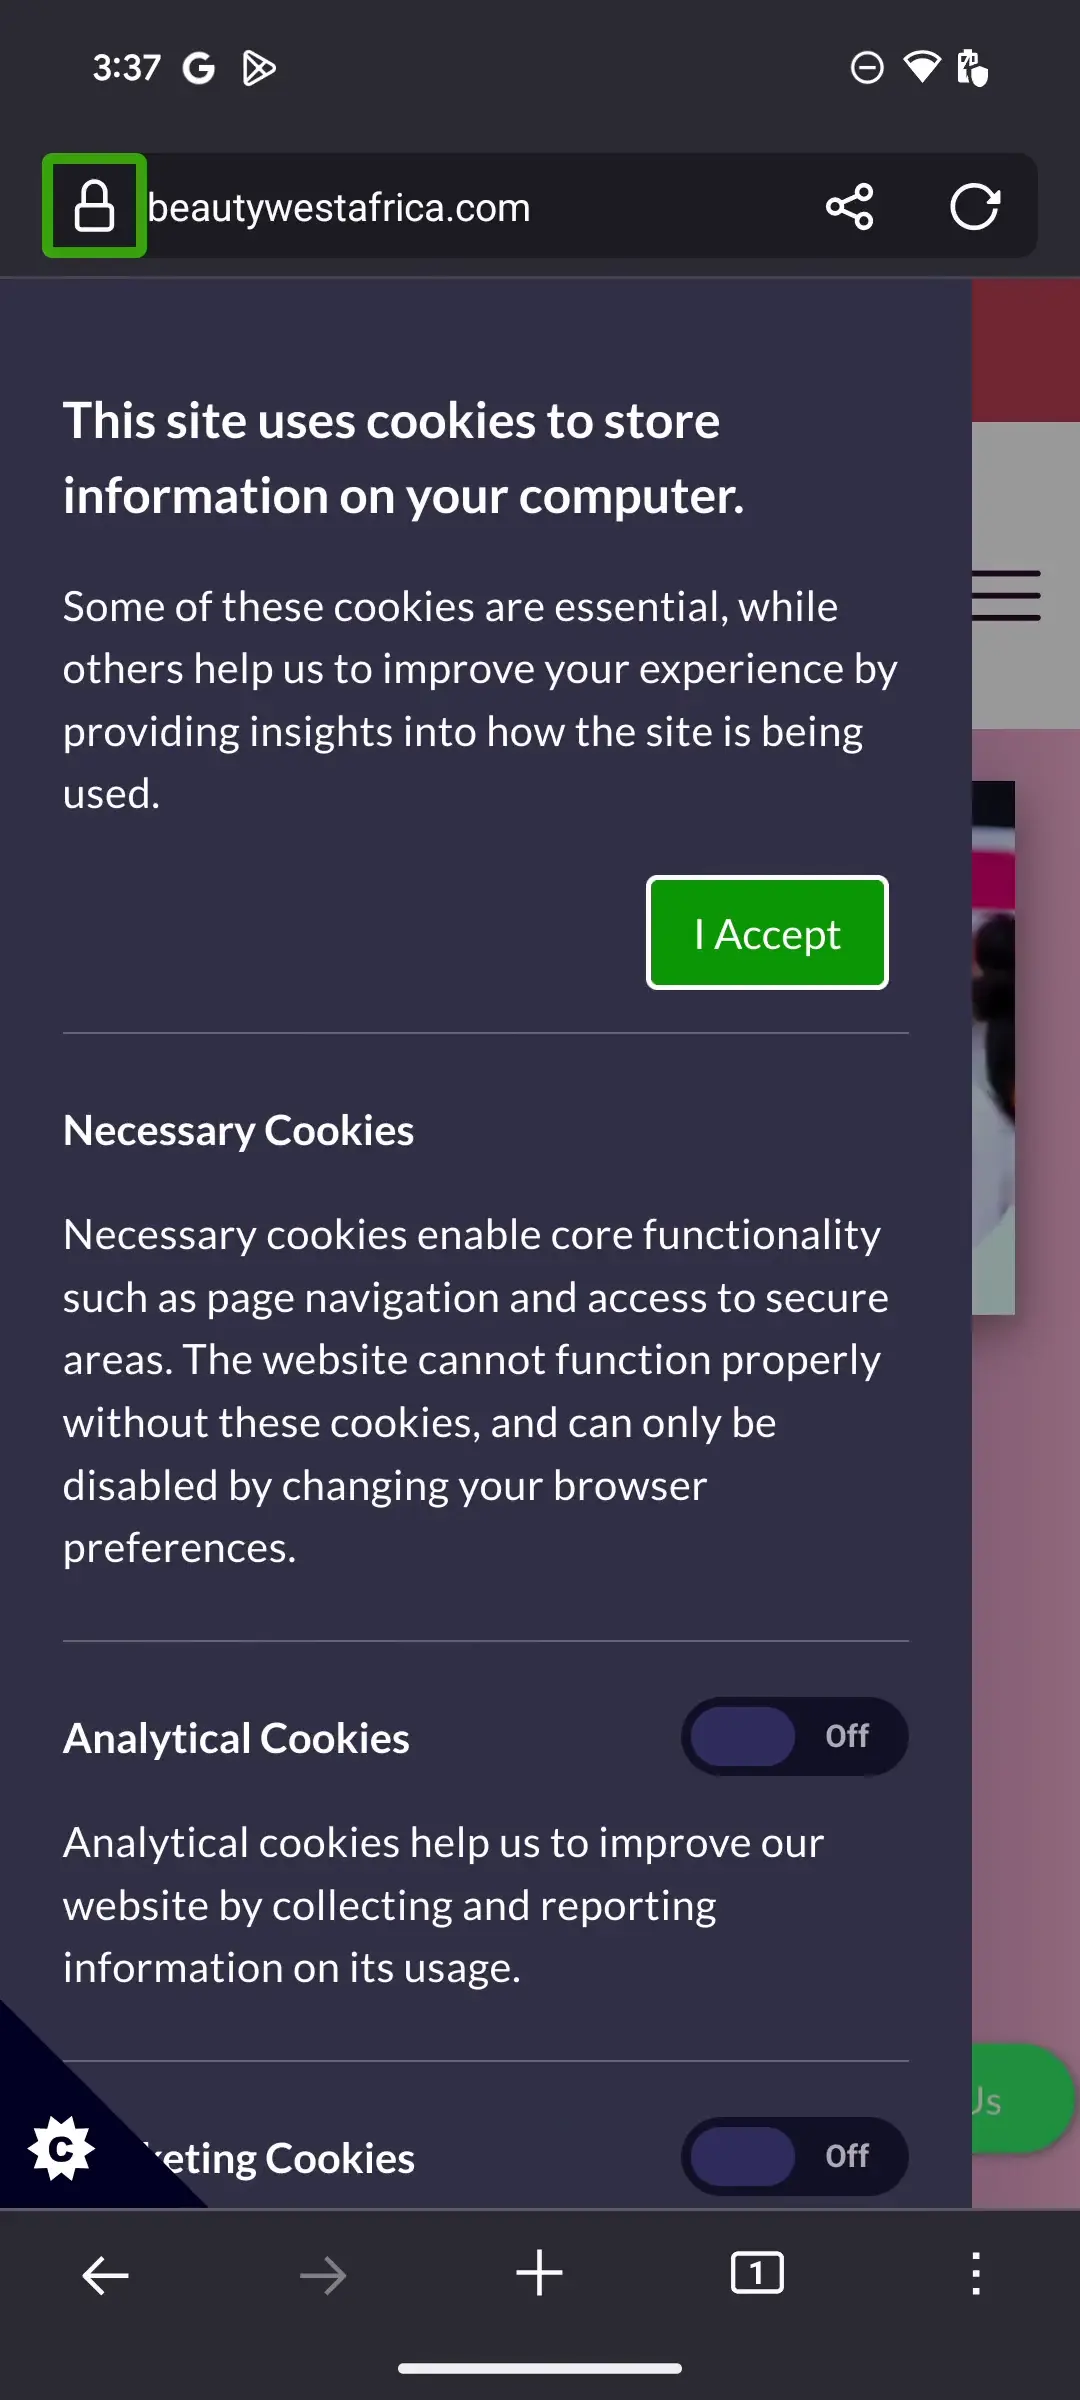 3:37
beautywestafrica.com
This site uses cookies to store
information on your computer.
Some of these cookies are essential, while
others help us to improve your experience by
providing insights into how the site is being
used.
I Accept
Necessary Cookies
Necessary cookies enable core functionality
such as page navigation and access to secure
areas. The website cannot function properly
without these cookies, and can only be
disabled by changing your browser
preferences.
Analytical Cookies
Off
Analytical cookies help us to improve our
website by collecting and reporting
information on its usage.
Us
keting Cookies
Off
1